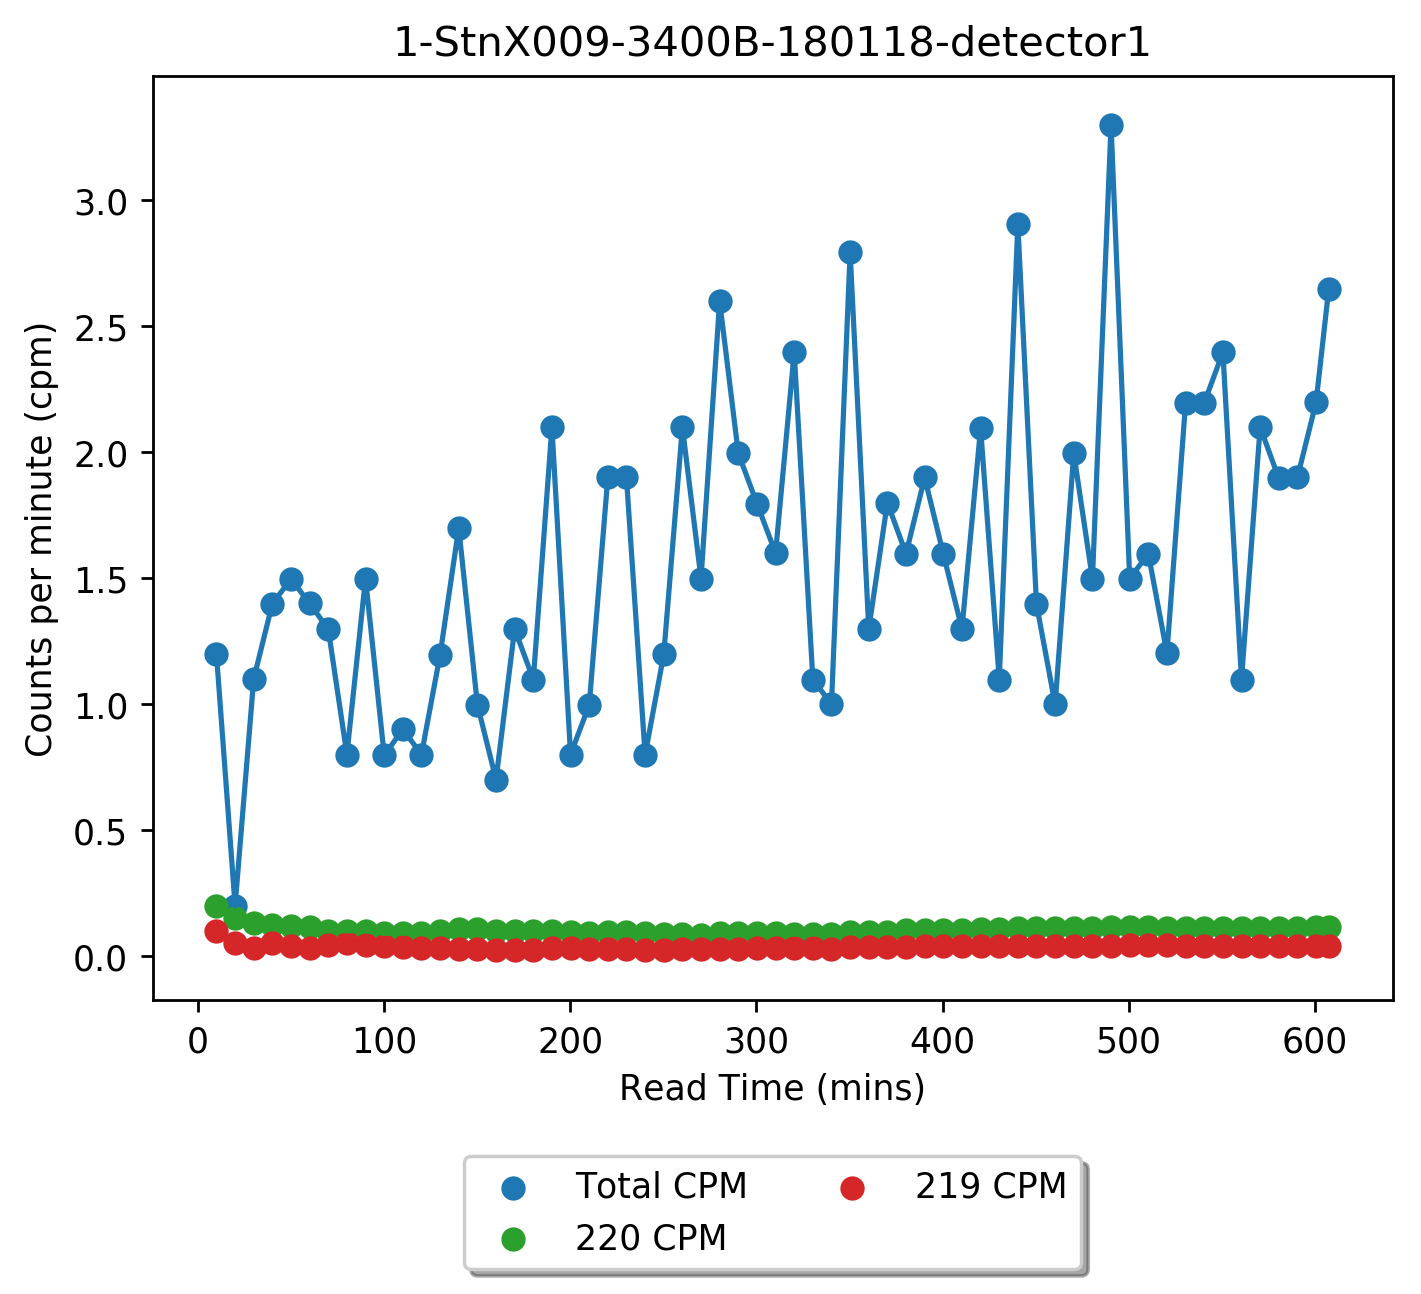 1-StnX009-3400B-180118-detector1
Counts per minute (cpm)
3.0
2.5
2.0
1.5
1.0
0.5
0.0
0 100 200 300 400 500 600
Read Time (mins)
Total CPM 219 CPM
220 CPM